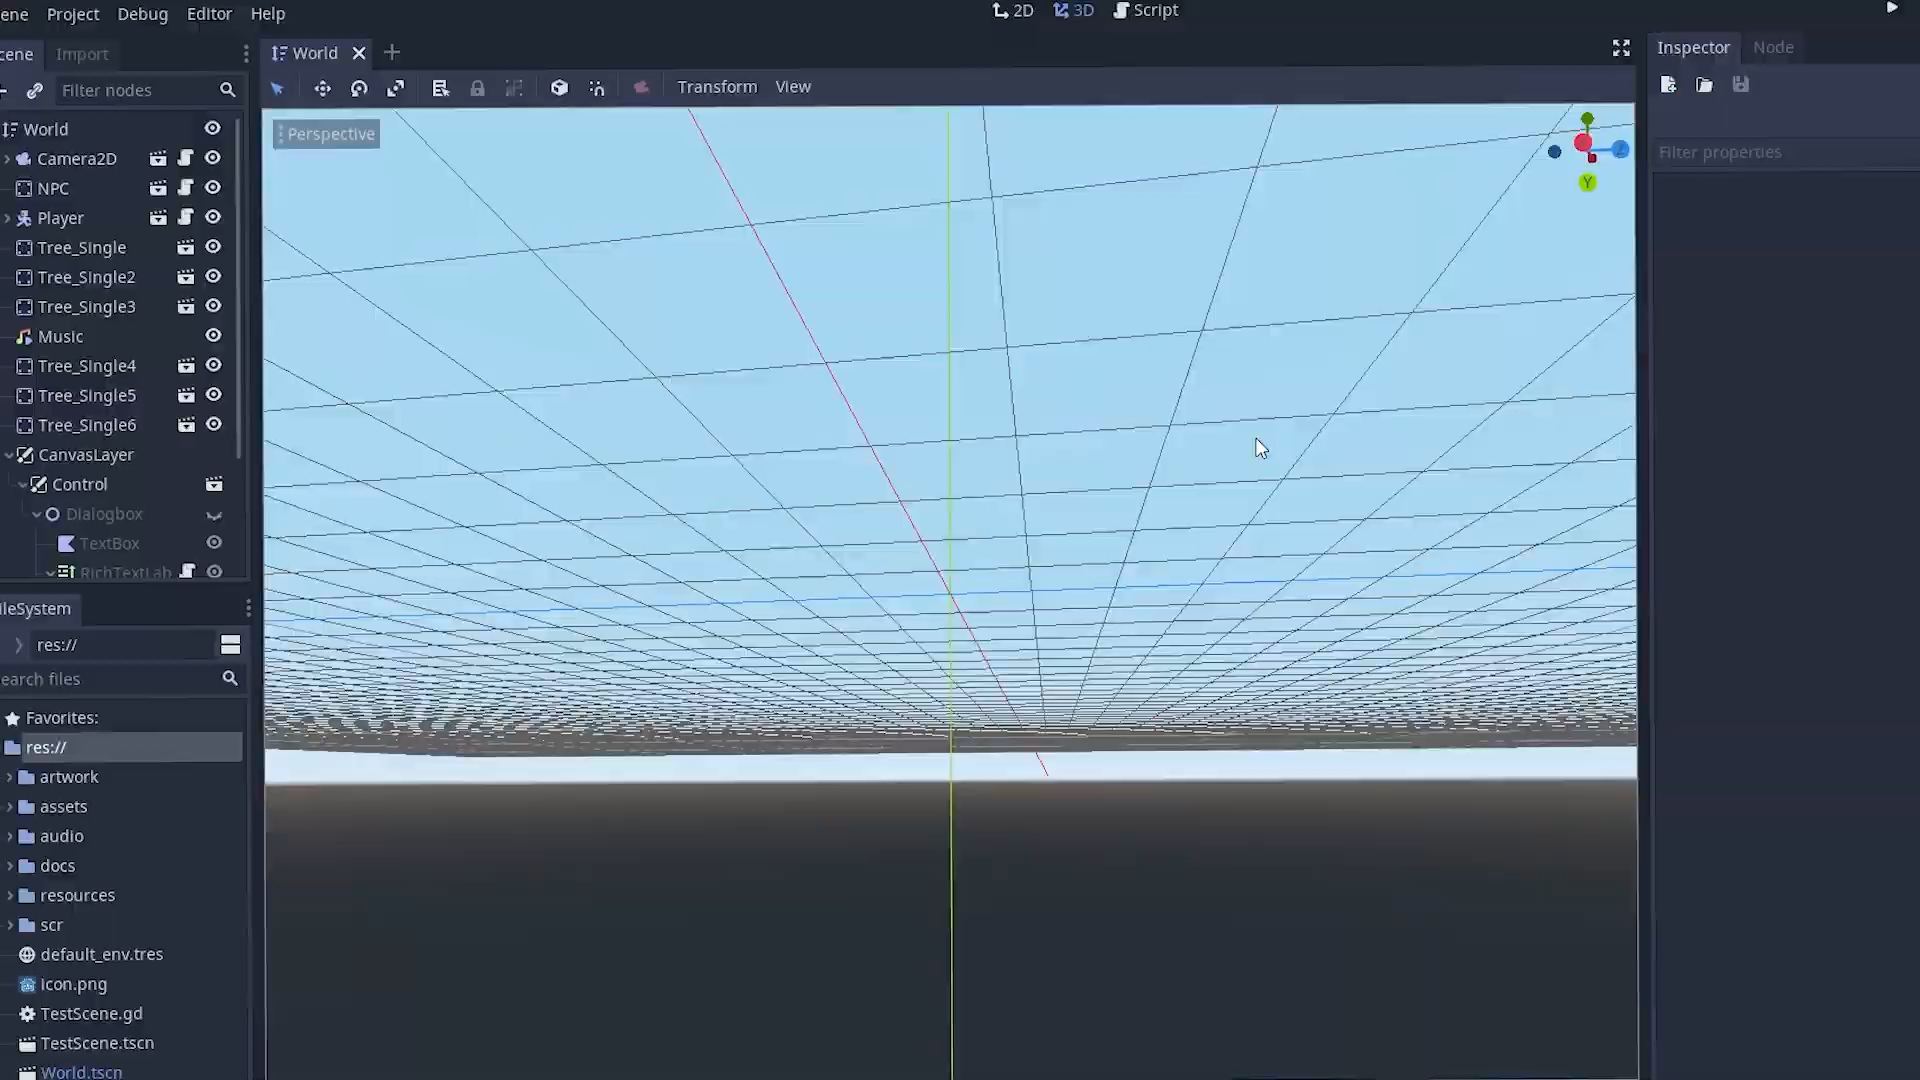 ene Project Debug Editor Help
2D 3D Script
cene Import
World
Inspector Node
Filter nodes
Transform View
Perspective
Filter properties
Y
Z
World
Camera2D
NPC
Player
Tree_Single
Tree_Single2
Tree_Single3
Music
Tree_Single4
Tree_Single5
Tree_Single6
CanvasLayer
Control
Dialogbox
TextBox
RichTextLab
ileSystem
res://
earch files
Favorites:
res://
artwork
assets
audio
docs
resources
scr
default_env.tres
icon.png
TestScene.gd
TestScene.tscn
World.tscn